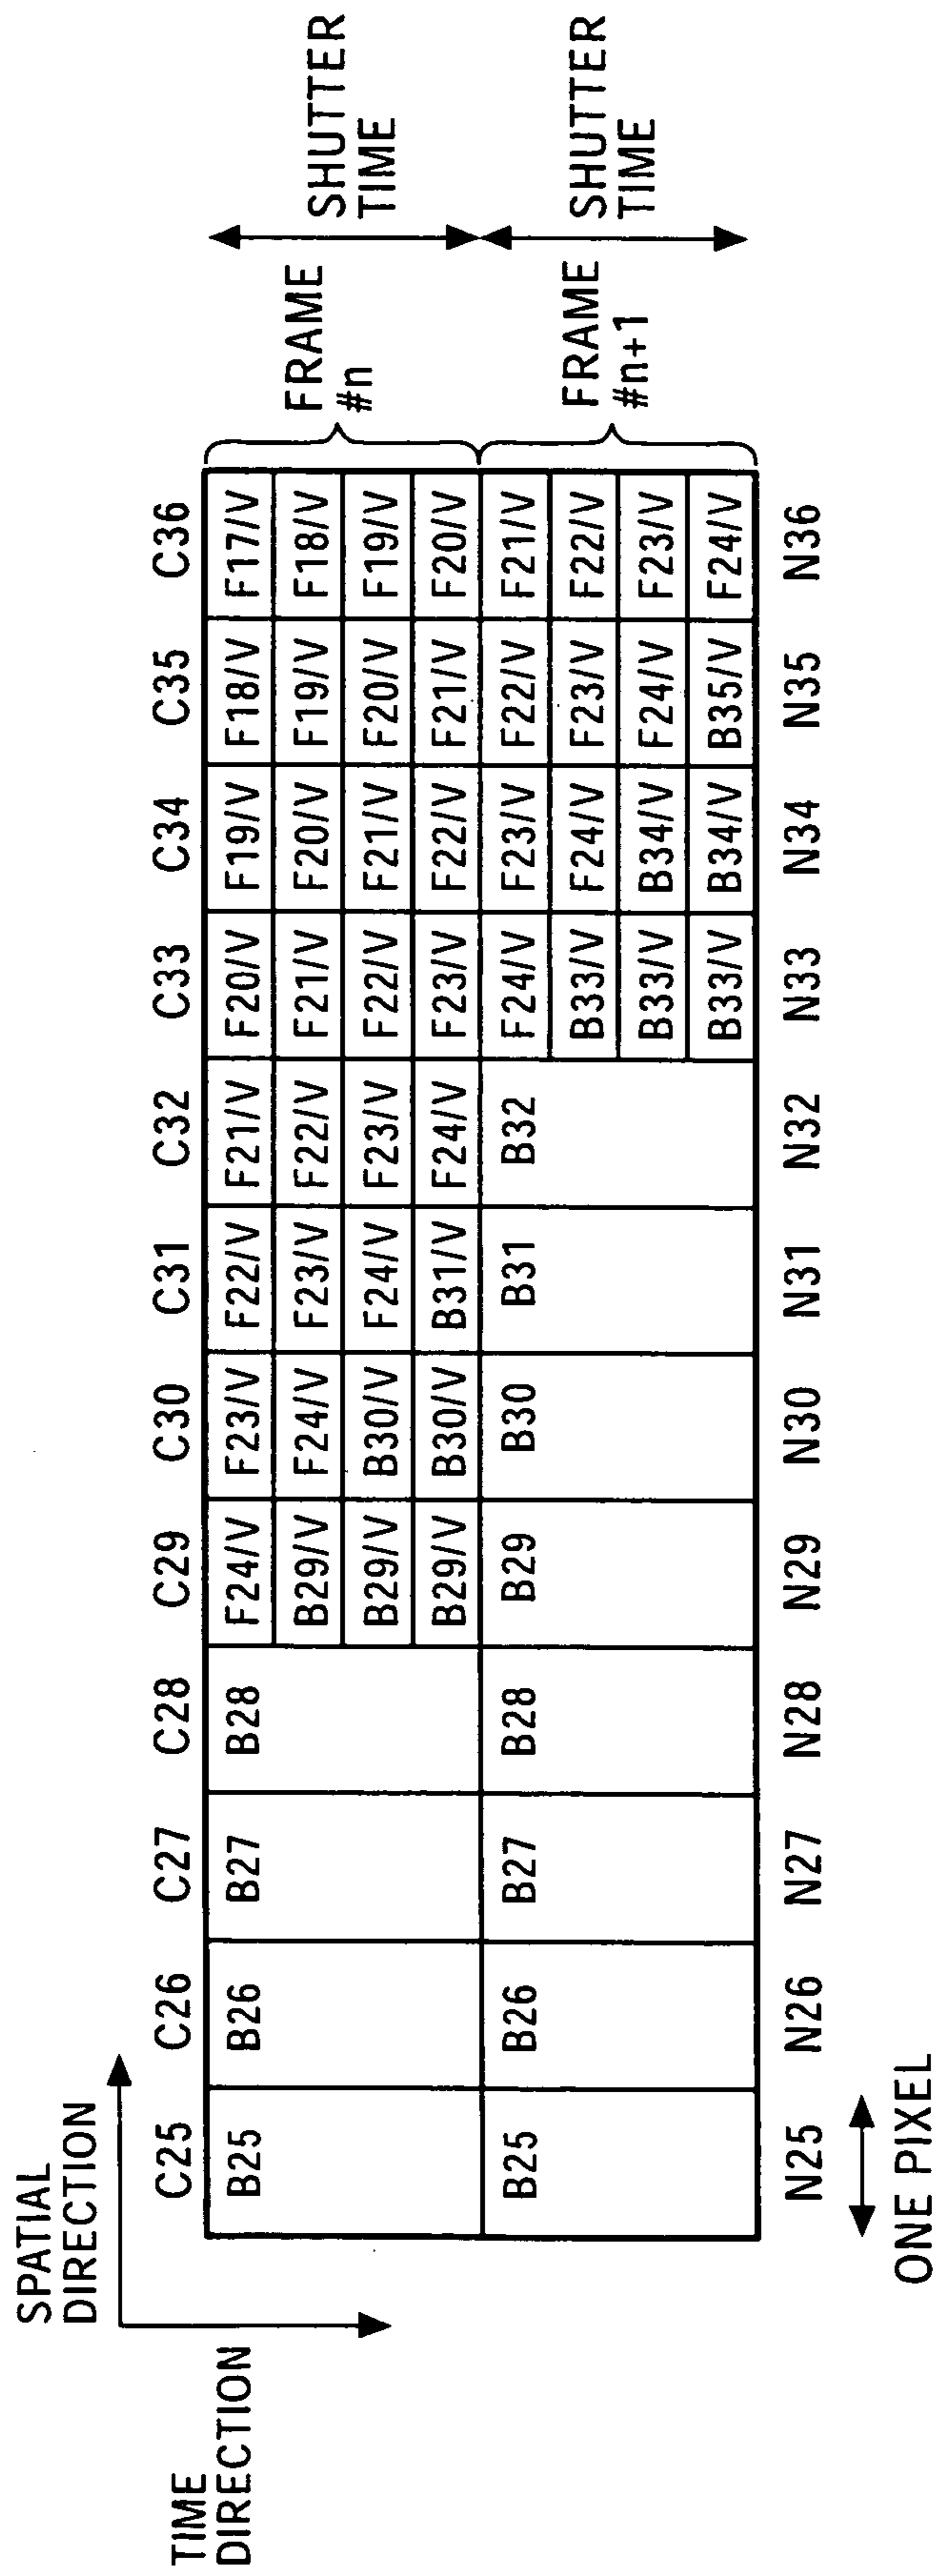 SPATIAL
DIRECTION
TIME
DIRECTION
C25 C26 C27 C28 C29 C30 C31 C32 C33 C34 C35 C36
B25 B26 B27 B28 F24/V F23/V F22/V F21/V F20/V F19/V F18/V F17/V
B29/V F24/V F23/V F22/V F21/V F20/V F19/V F18/V
B29/V B30/V F24/V F23/V F22/V F21/V F20/V F19/V
B29/V B30/V B31/V F24/V F23/V F22/V F21/V F20/V
B25 B26 B27 B28 B29 B30 B31 B32 F24/V F23/V F22/V F21/V
B33/V F24/V F23/V F22/V
B33/V B34/V F24/V F23/V
B33/V B34/V B35/V F24/V
N25 N26 N27 N28 N29 N30 N31 N32 N33 N34 N35 N36
ONE PIXEL
FRAME
#n
FRAME
#n+1
SHUTTER
TIME
SHUTTER
TIME